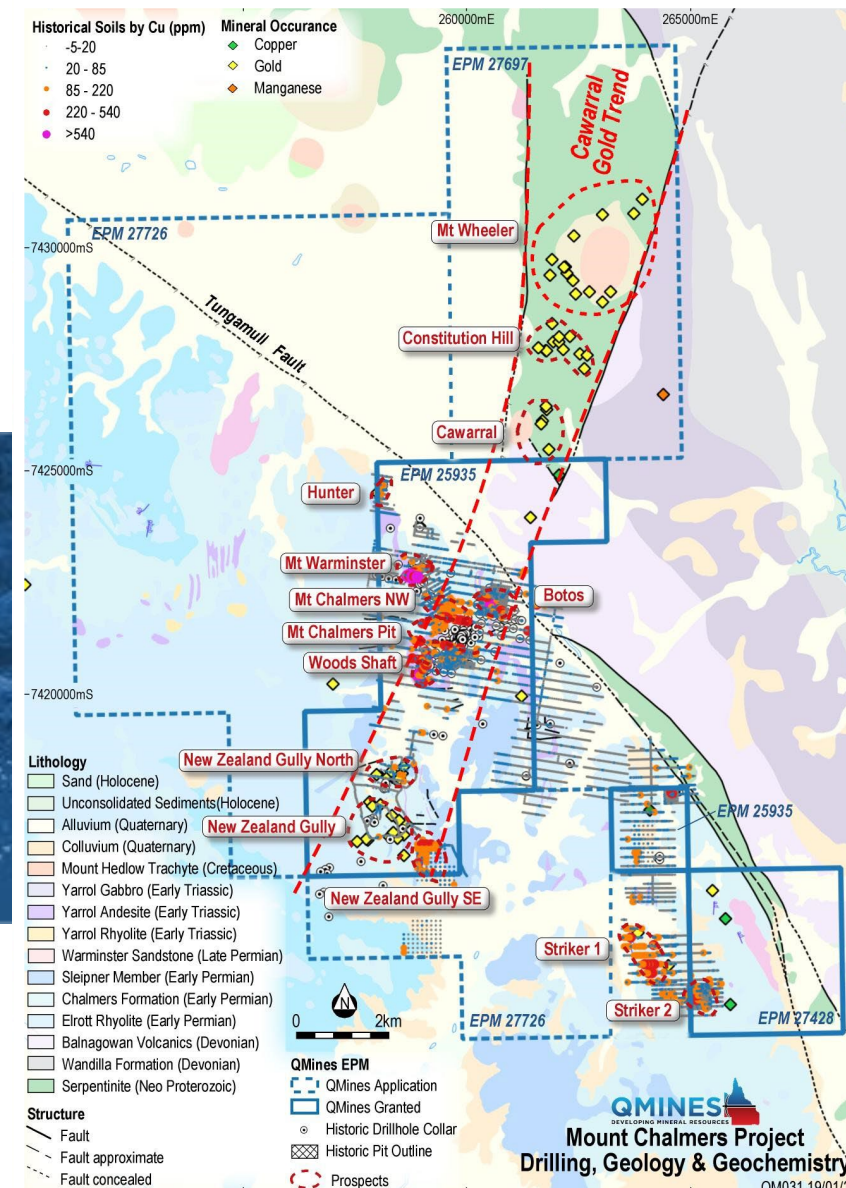 260000mE
265000mE
Historical Soils by Cu (ppm)
-5-20
20 - 85
85 - 220
220 - 540
>540
Mineral Occurance
Copper
Gold
Manganese
EPM 27697
Cawarral
Gold Trend
EPM 27726
Mt Wheeler
7430000mS
Tungamull Fault
Constitution Hill
Cawarral
7425000mS
EPM 25935
Hunter
Mt Warminster
Mt Chalmers NW
Botos
Mt Chalmers Pit
Woods Shaft
7420000mS
New Zealand Gully North
New Zealand Gully
EPM 25935
New Zealand Gully SE
Striker 1
Striker 2
EPM 27726
EPM 27428
Lithology
Sand (Holocene)
Unconsolidated Sediments(Holocene)
Alluvium (Quaternary)
Colluvium (Quaternary)
Mount Hedlow Trachyte (Cretaceous)
Yarrol Gabbro (Early Triassic)
Yarrol Andesite (Early Triassic)
Yarrol Rhyolite (Early Triassic)
Warminster Sandstone (Late Permian)
Sleipner Member (Early Permian)
Chalmers Formation (Early Permian)
Elrott Rhyolite (Early Permian)
Balnagowan Volcanics (Devonian)
Wandilla Formation (Devonian)
Serpentinite (Neo Proterozoic)
Structure
Fault
Fault approximate
Fault concealed
N
0 2km
QMines EPM
QMines Application
QMines Granted
Historic Drillhole Collar
Historic Pit Outline
Prospects
QMINES
DEVELOPING MINERAL RESOURCES
Mount Chalmers Project
Drilling, Geology & Geochemistry